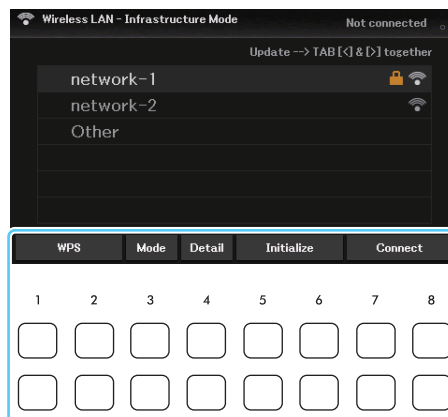 Wireless LAN - Infrastructure Mode Not connected
Update --> TAB [<] & [>] together
network-1
network-2
Other
WPS Mode Detail Initialize Connect
1 2 3 4 5 6 7 8